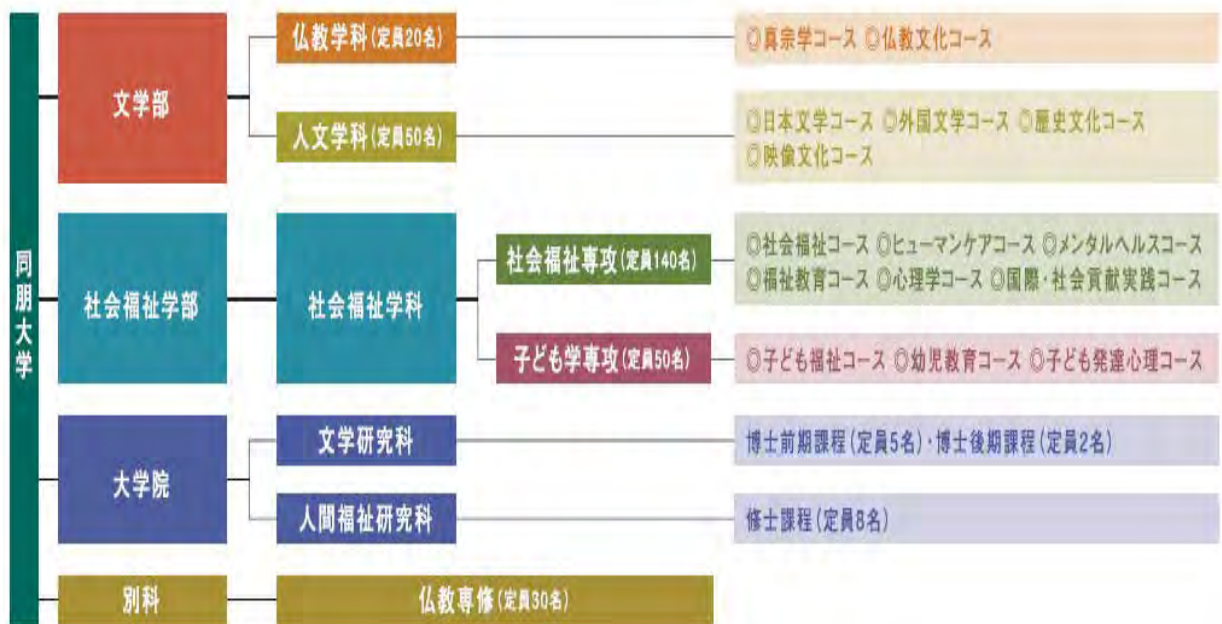 同朋大学
文学部
仏教学科(定員20名)
◎真宗学コース ◎仏教文化コース
人文学科(定員50名)
◎日本文学コース ◎外国文学コース ◎歴史文化コース
◎映像文化コース
社会福祉学部
社会福祉学科
社会福祉専攻(定員140名)
◎社会福祉コース ◎ヒューマンケアコース ◎メンタルヘルスコース
◎福祉教育コース ◎心理学コース ◎国際・社会貢献実践コース
子ども学専攻(定員50名)
◎子ども福祉コース ◎幼児教育コース ◎子ども発達心理コース
大学院
文学研究科
博士前期課程(定員5名)・博士後期課程(定員2名)
人間福祉研究科
修士課程(定員8名)
別科
仏教専修(定員30名)